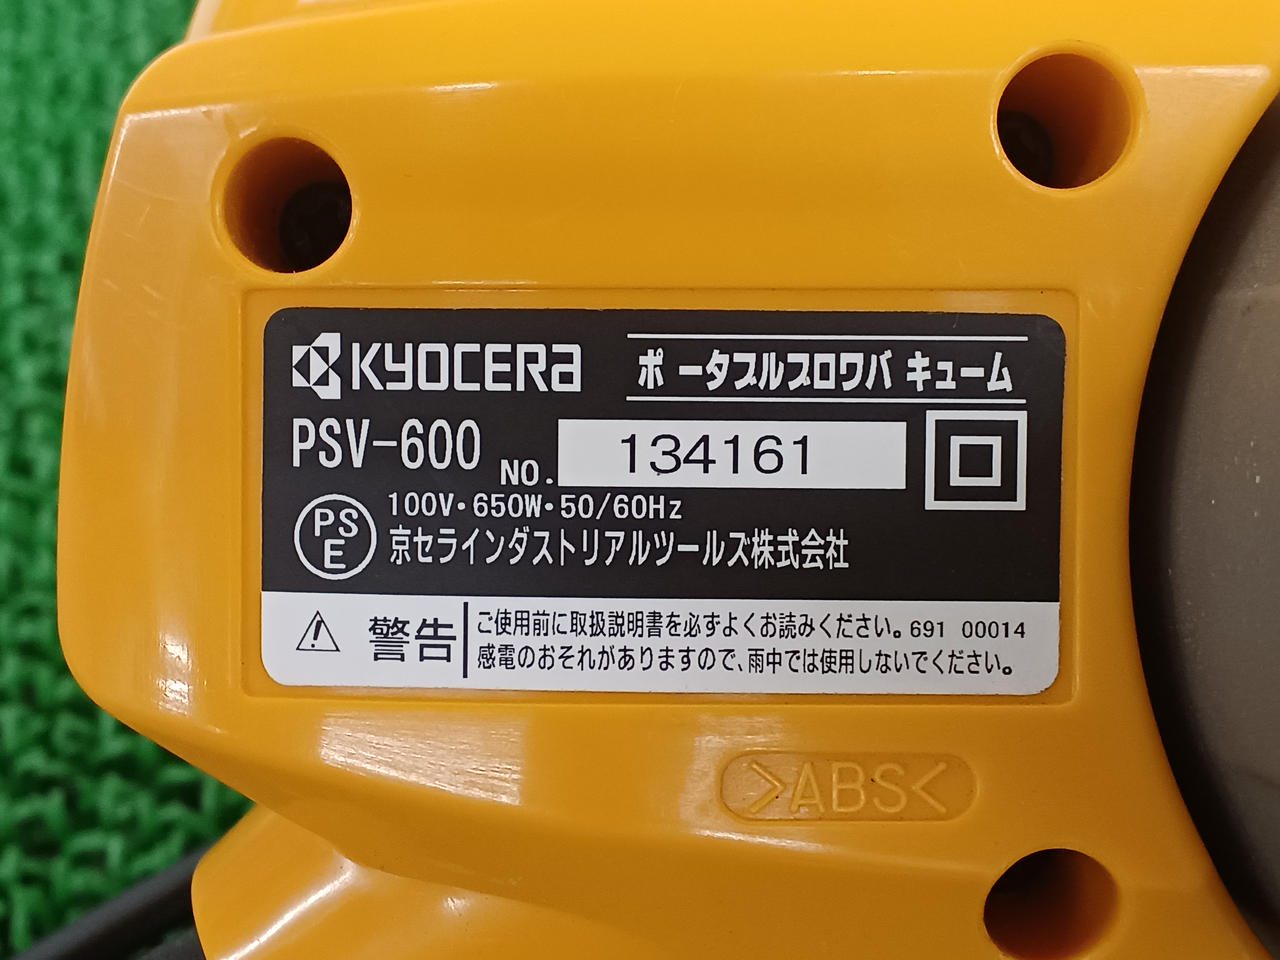 KYOCERA
ポータブルブロワバキューム
PSV-600 NO. 134161
PSE
100V・650W・50/60Hz
京セラインダストリアルツールズ株式会社
警告
ご使用前に取扱説明書を必ずよくお読みください。691 00014
感電のおそれがありますので、雨中では使用しないでください。
>ABS<